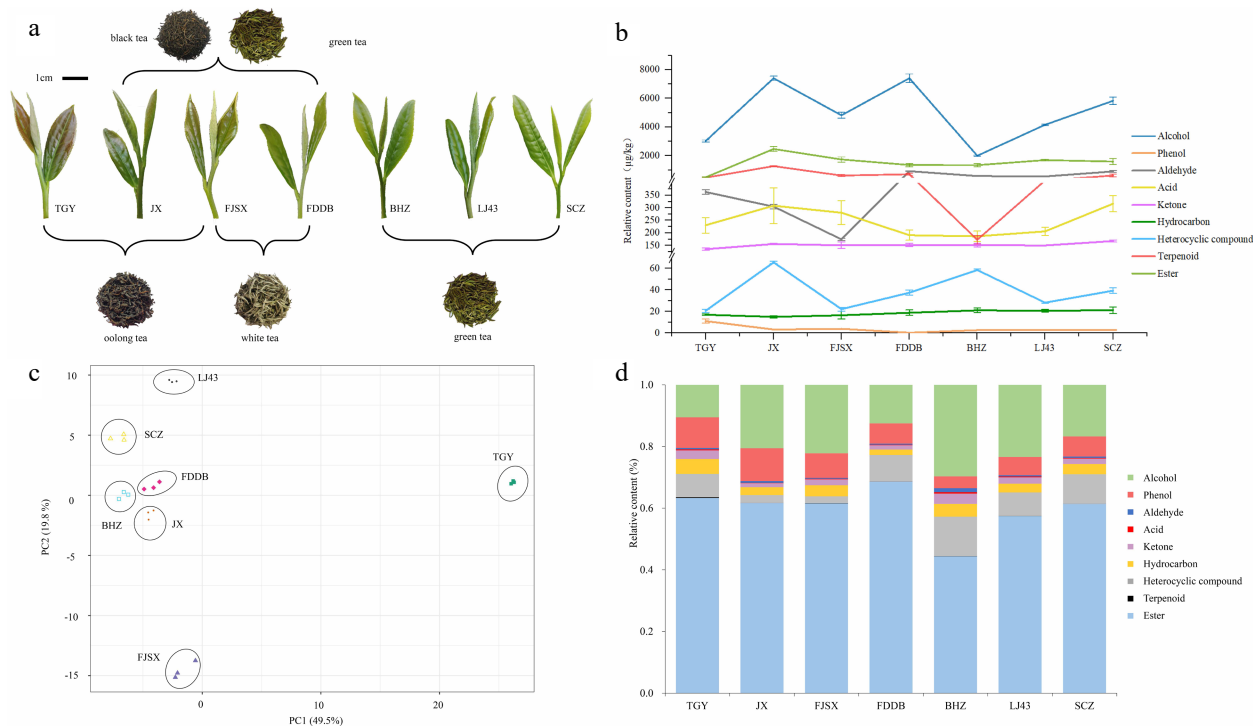 a
black tea
green tea
1cm
TGY
JX
FJSX
FDDB
BHZ
LJ43
SCZ
oolong tea
white tea
green tea
b
Relative content (μg/kg)
8000
6000
4000
2000
350
300
250
200
150
60
40
20
0
TGY
JX
FJSX
FDDB
BHZ
LJ43
SCZ
Alcohol
Phenol
Aldehyde
Acid
Ketone
Hydrocarbon
Heterocyclic compound
Terpenoid
Ester
c
PC2 (19.8 %)
10
5
0
-5
-10
-15
LJ43
SCZ
FDDB
BHZ
JX
TGY
FJSX
0
10
20
PC1 (49.5%)
d
Relative content (%)
1.0
0.8
0.6
0.4
0.2
0.0
TGY
JX
FJSX
FDDB
BHZ
LJ43
SCZ
Alcohol
Phenol
Aldehyde
Acid
Ketone
Hydrocarbon
Heterocyclic compound
Terpenoid
Ester